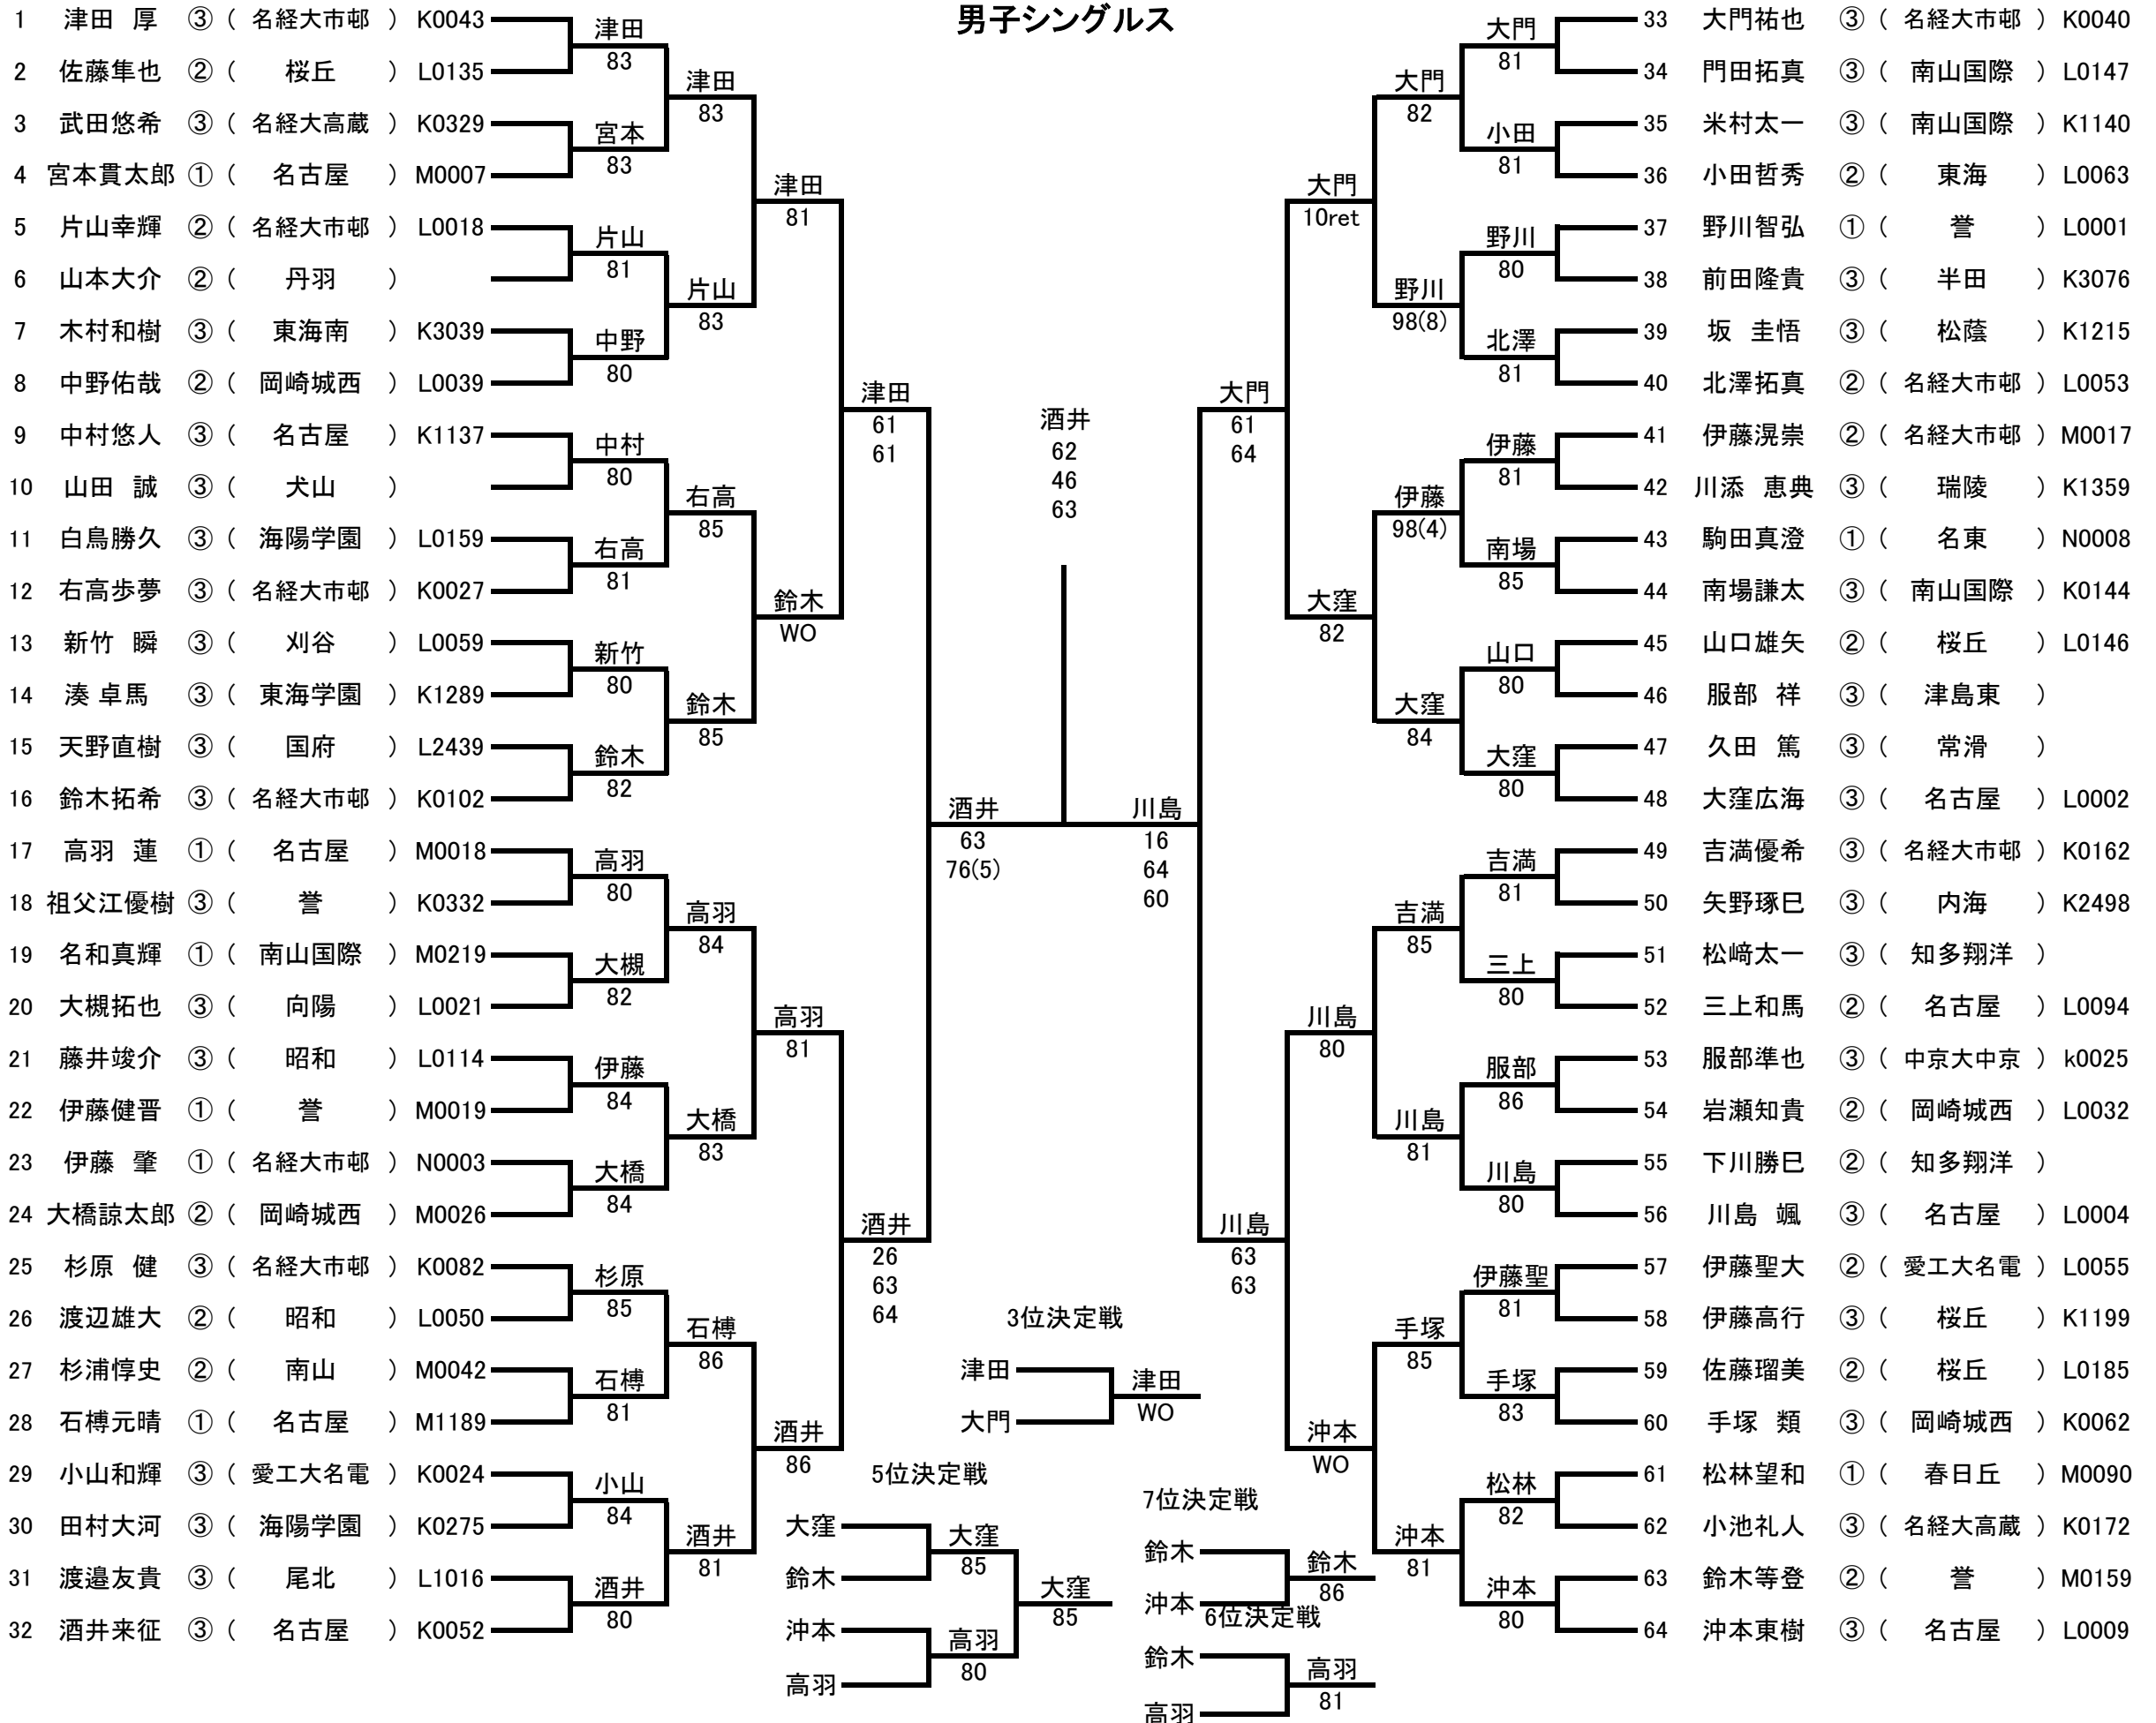 男子シングルス
1 津田 厚 ③ ( 名経大市邨 ) K0043
2 佐藤隼也 ② ( 桜丘 ) L0135
3 武田悠希 ③ ( 名経大高蔵 ) K0329
4 宮本貫太郎 ① ( 名古屋 ) M0007
5 片山幸輝 ② ( 名経大市邨 ) L0018
6 山本大介 ② ( 丹羽 )
7 木村和樹 ③ ( 東海南 ) K3039
8 中野佑哉 ② ( 岡崎城西 ) L0039
9 中村悠人 ③ ( 名古屋 ) K1137
10 山田 誠 ③ ( 犬山 )
11 白鳥勝久 ③ ( 海陽学園 ) L0159
12 右高歩夢 ③ ( 名経大市邨 ) K0027
13 新竹 瞬 ③ ( 刈谷 ) L0059
14 湊 卓馬 ③ ( 東海学園 ) K1289
15 天野直樹 ③ ( 国府 ) L2439
16 鈴木拓希 ③ ( 名経大市邨 ) K0102
17 高羽 蓮 ① ( 名古屋 ) M0018
18 祖父江優樹 ③ ( 誉 ) K0332
19 名和真輝 ① ( 南山国際 ) M0219
20 大槻拓也 ③ ( 向陽 ) L0021
21 藤井竣介 ③ ( 昭和 ) L0114
22 伊藤健晋 ① ( 誉 ) M0019
23 伊藤 肇 ① ( 名経大市邨 ) N0003
24 大橋諒太郎 ② ( 岡崎城西 ) M0026
25 杉原 健 ③ ( 名経大市邨 ) K0082
26 渡辺雄大 ② ( 昭和 ) L0050
27 杉浦惇史 ② ( 南山 ) M0042
28 石榑元晴 ① ( 名古屋 ) M1189
29 小山和輝 ③ ( 愛工大名電 ) K0024
30 田村大河 ③ ( 海陽学園 ) K0275
31 渡邉友貴 ③ ( 尾北 ) L1016
32 酒井来征 ③ ( 名古屋 ) K0052
津田
83
宮本
83
片山
81
中野
80
中村
80
右高
81
新竹
80
鈴木
82
高羽
80
大槻
82
伊藤
84
大橋
84
杉原
85
石榑
81
小山
84
酒井
80
津田
83
片山
83
右高
85
鈴木
85
高羽
84
大橋
83
石榑
86
酒井
81
津田
81
鈴木
WO
高羽
81
酒井
86
津田
61
61
酒井
26
63
64
酒井
63
76(5)
酒井
62
46
63
川島
16
64
60
大門
61
64
川島
63
63
大門
10ret
大窪
82
川島
80
沖本
WO
大門
82
野川
98(8)
伊藤
98(4)
大窪
84
吉満
85
川島
81
手塚
85
沖本
81
大門
81
小田
81
野川
80
北澤
81
伊藤
81
南場
85
山口
80
大窪
80
吉満
81
三上
80
服部
86
川島
80
伊藤聖
81
手塚
83
松林
82
沖本
80
33 大門祐也 ③ ( 名経大市邨 ) K0040
34 門田拓真 ③ ( 南山国際 ) L0147
35 米村太一 ③ ( 南山国際 ) K1140
36 小田哲秀 ② ( 東海 ) L0063
37 野川智弘 ① ( 誉 ) L0001
38 前田隆貴 ③ ( 半田 ) K3076
39 坂 圭悟 ③ ( 松蔭 ) K1215
40 北澤拓真 ② ( 名経大市邨 ) L0053
41 伊藤滉崇 ② ( 名経大市邨 ) M0017
42 川添 恵典 ③ ( 瑞陵 ) K1359
43 駒田真澄 ① ( 名東 ) N0008
44 南場謙太 ③ ( 南山国際 ) K0144
45 山口雄矢 ② ( 桜丘 ) L0146
46 服部 祥 ③ ( 津島東 )
47 久田 篤 ③ ( 常滑 )
48 大窪広海 ③ ( 名古屋 ) L0002
49 吉満優希 ③ ( 名経大市邨 ) K0162
50 矢野琢巳 ③ ( 内海 ) K2498
51 松﨑太一 ③ ( 知多翔洋 )
52 三上和馬 ② ( 名古屋 ) L0094
53 服部準也 ③ ( 中京大中京 ) k0025
54 岩瀬知貴 ② ( 岡崎城西 ) L0032
55 下川勝巳 ② ( 知多翔洋 )
56 川島 颯 ③ ( 名古屋 ) L0004
57 伊藤聖大 ② ( 愛工大名電 ) L0055
58 伊藤高行 ③ ( 桜丘 ) K1199
59 佐藤瑠美 ② ( 桜丘 ) L0185
60 手塚 類 ③ ( 岡崎城西 ) K0062
61 松林望和 ① ( 春日丘 ) M0090
62 小池礼人 ③ ( 名経大高蔵 ) K0172
63 鈴木等登 ② ( 誉 ) M0159
64 沖本東樹 ③ ( 名古屋 ) L0009
3位決定戦
津田
大門
津田
WO
5位決定戦
大窪
鈴木
沖本
高羽
大窪
85
高羽
80
大窪
85
7位決定戦
鈴木
沖本
鈴木
86
6位決定戦
鈴木
高羽
高羽
81